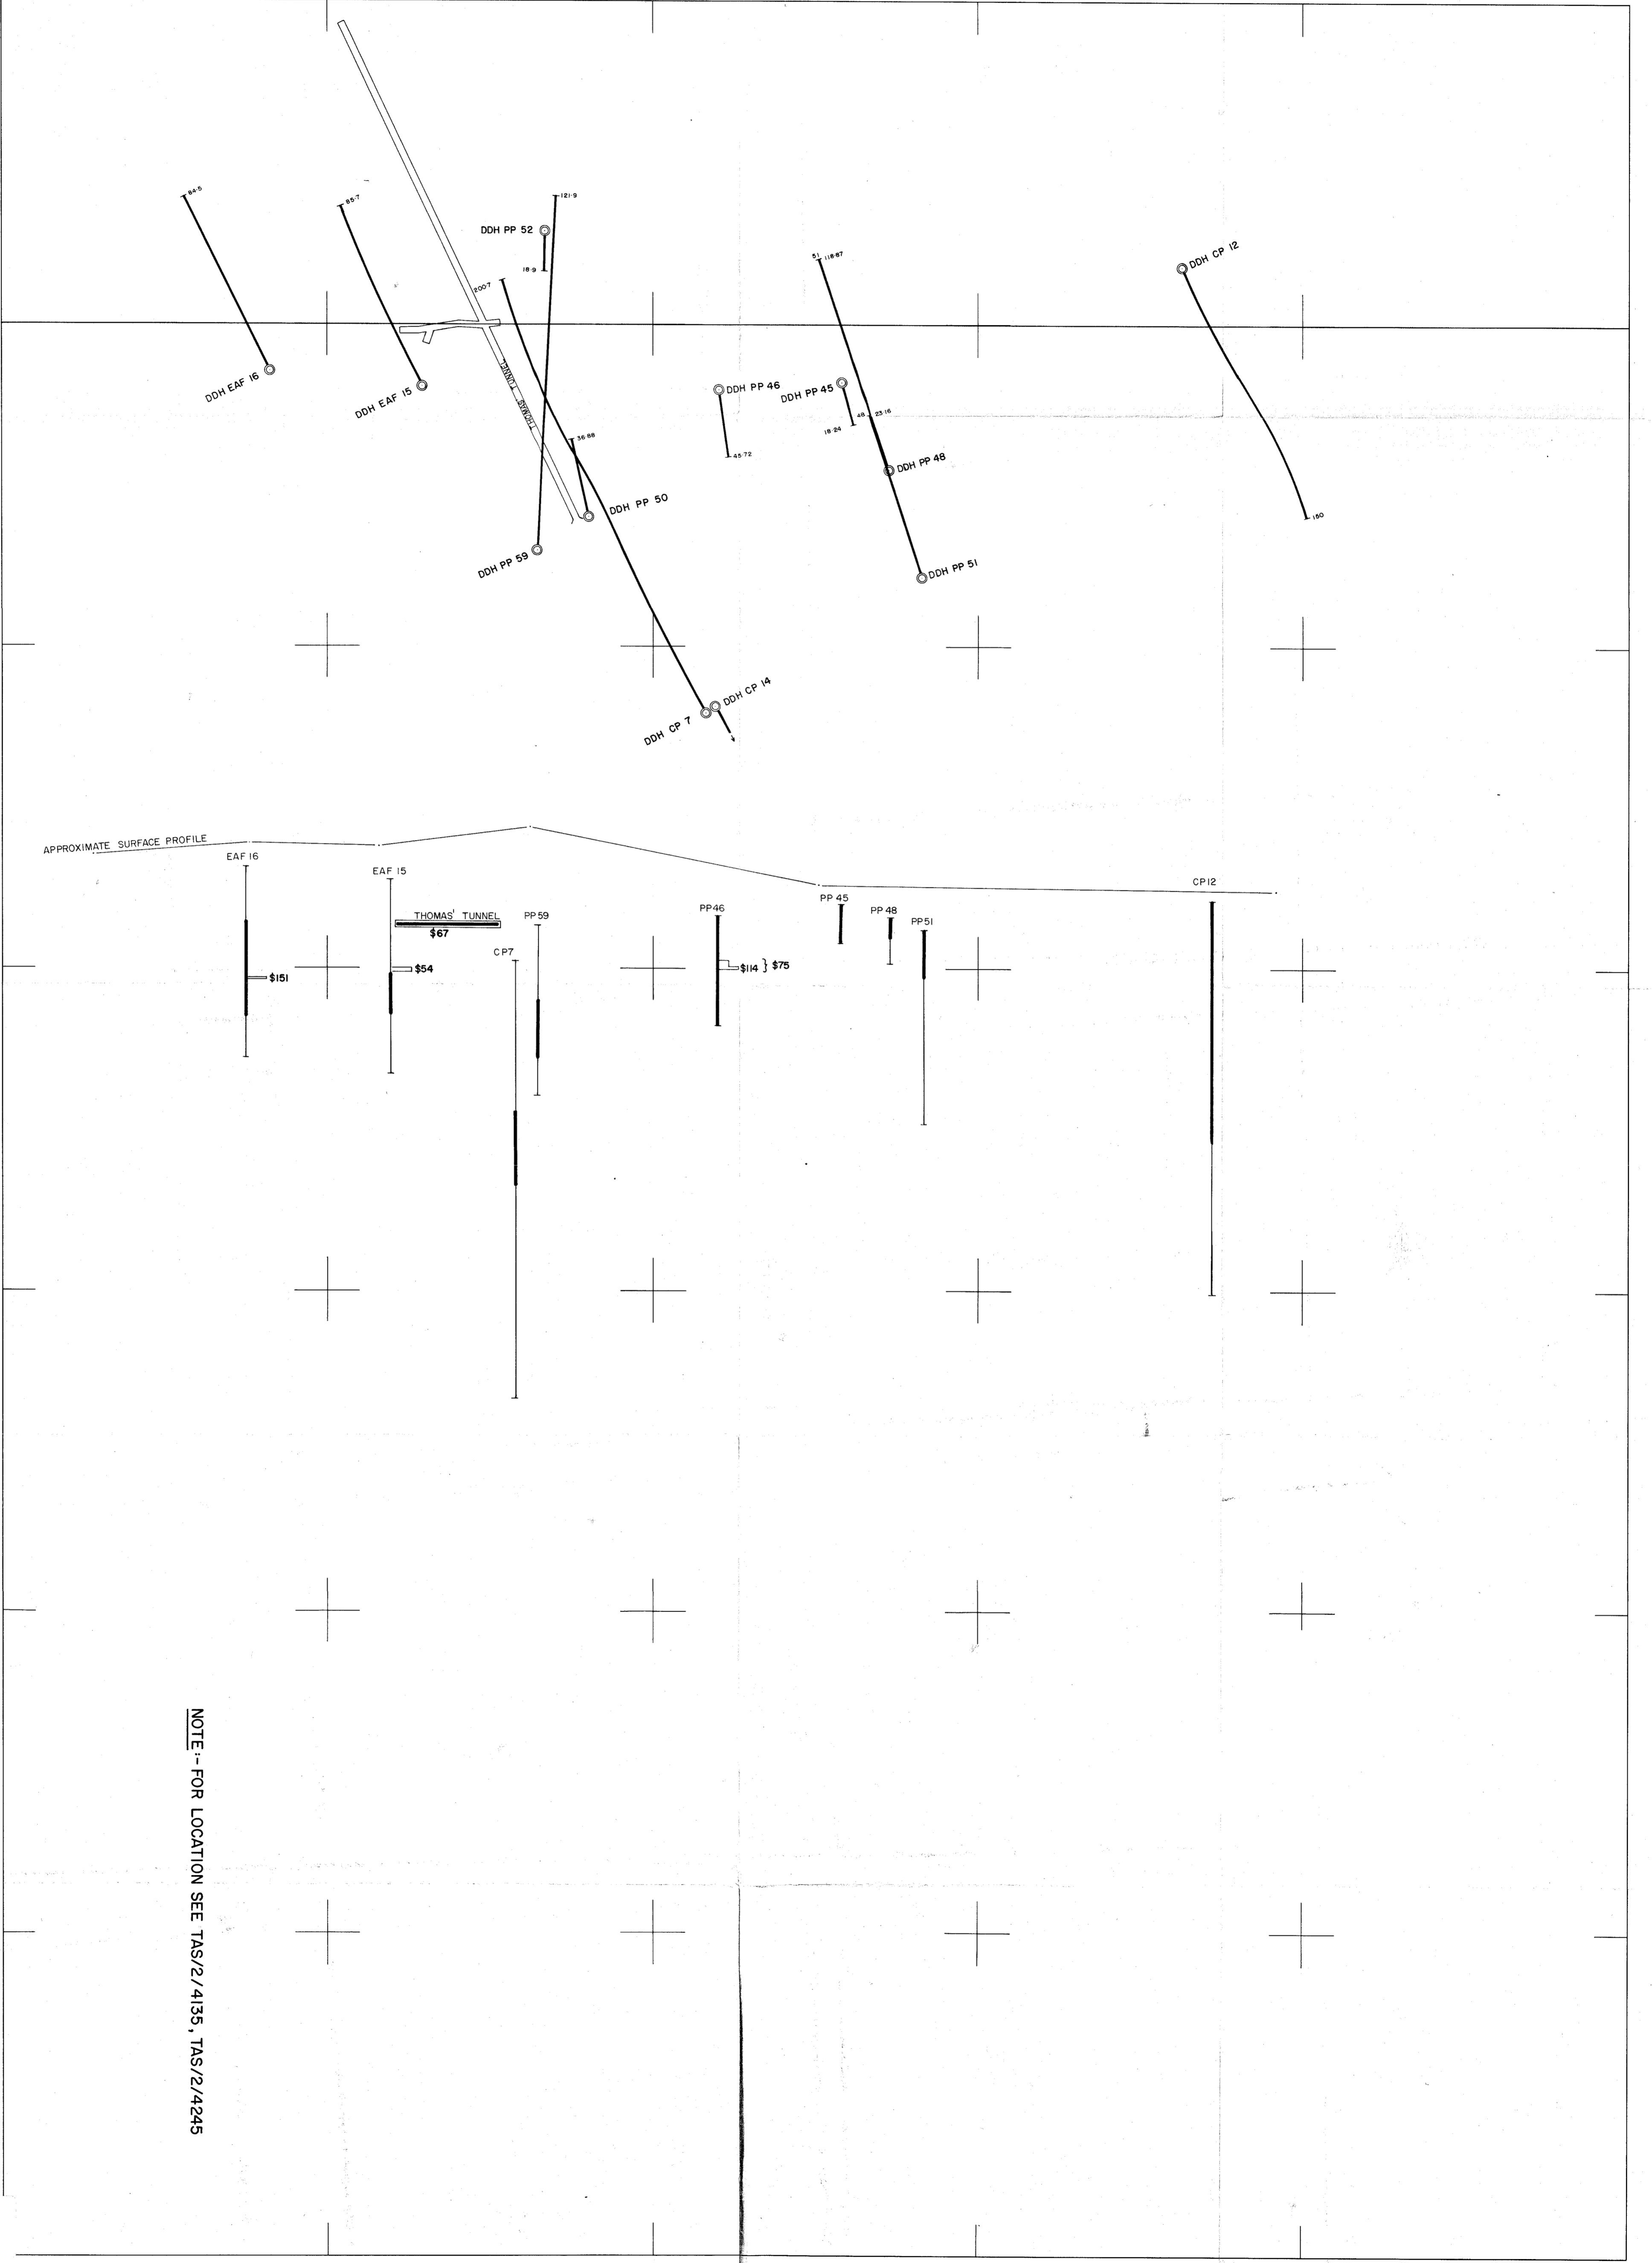 84·5
85·7
DDH PP 52
121·9
18·9
200·7
51 118·87
DDH CP 12
DDH EAF 16
DDH EAF 15
THOMAS' TUNNEL
DDH PP 46
DDH PP 45
48 23·16
18·24
36·88
45·72
DDH PP 48
DDH PP 50
150
DDH PP 59
DDH PP 51
DDH CP 14
DDH CP 7
APPROXIMATE SURFACE PROFILE
EAF 16
EAF 15
CP12
THOMAS' TUNNEL
$67
PP 59
PP46
PP 45
PP 48
PP51
CP7
$151
$54
$114 } $75
NOTE:- FOR LOCATION SEE TAS/2/4135, TAS/2/4245